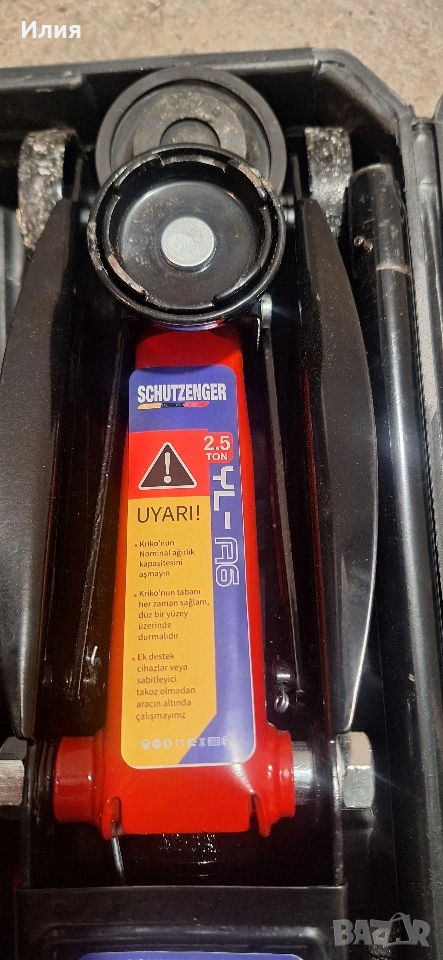 Илия
SCHUTZENGER
2.5
TON
YL-A6
UYARI!
• Kriko'nun
Nominal ağırlık
kapasitesini
aşmayın
• Kriko'nun tabanı
her zaman sağlam,
düz bir yüzey
üzerinde
durmalıdır
• Ek destek
cihazlar veya
sabitleyici
takoz olmadan
aracın altında
çalışmayınız
BAZAR